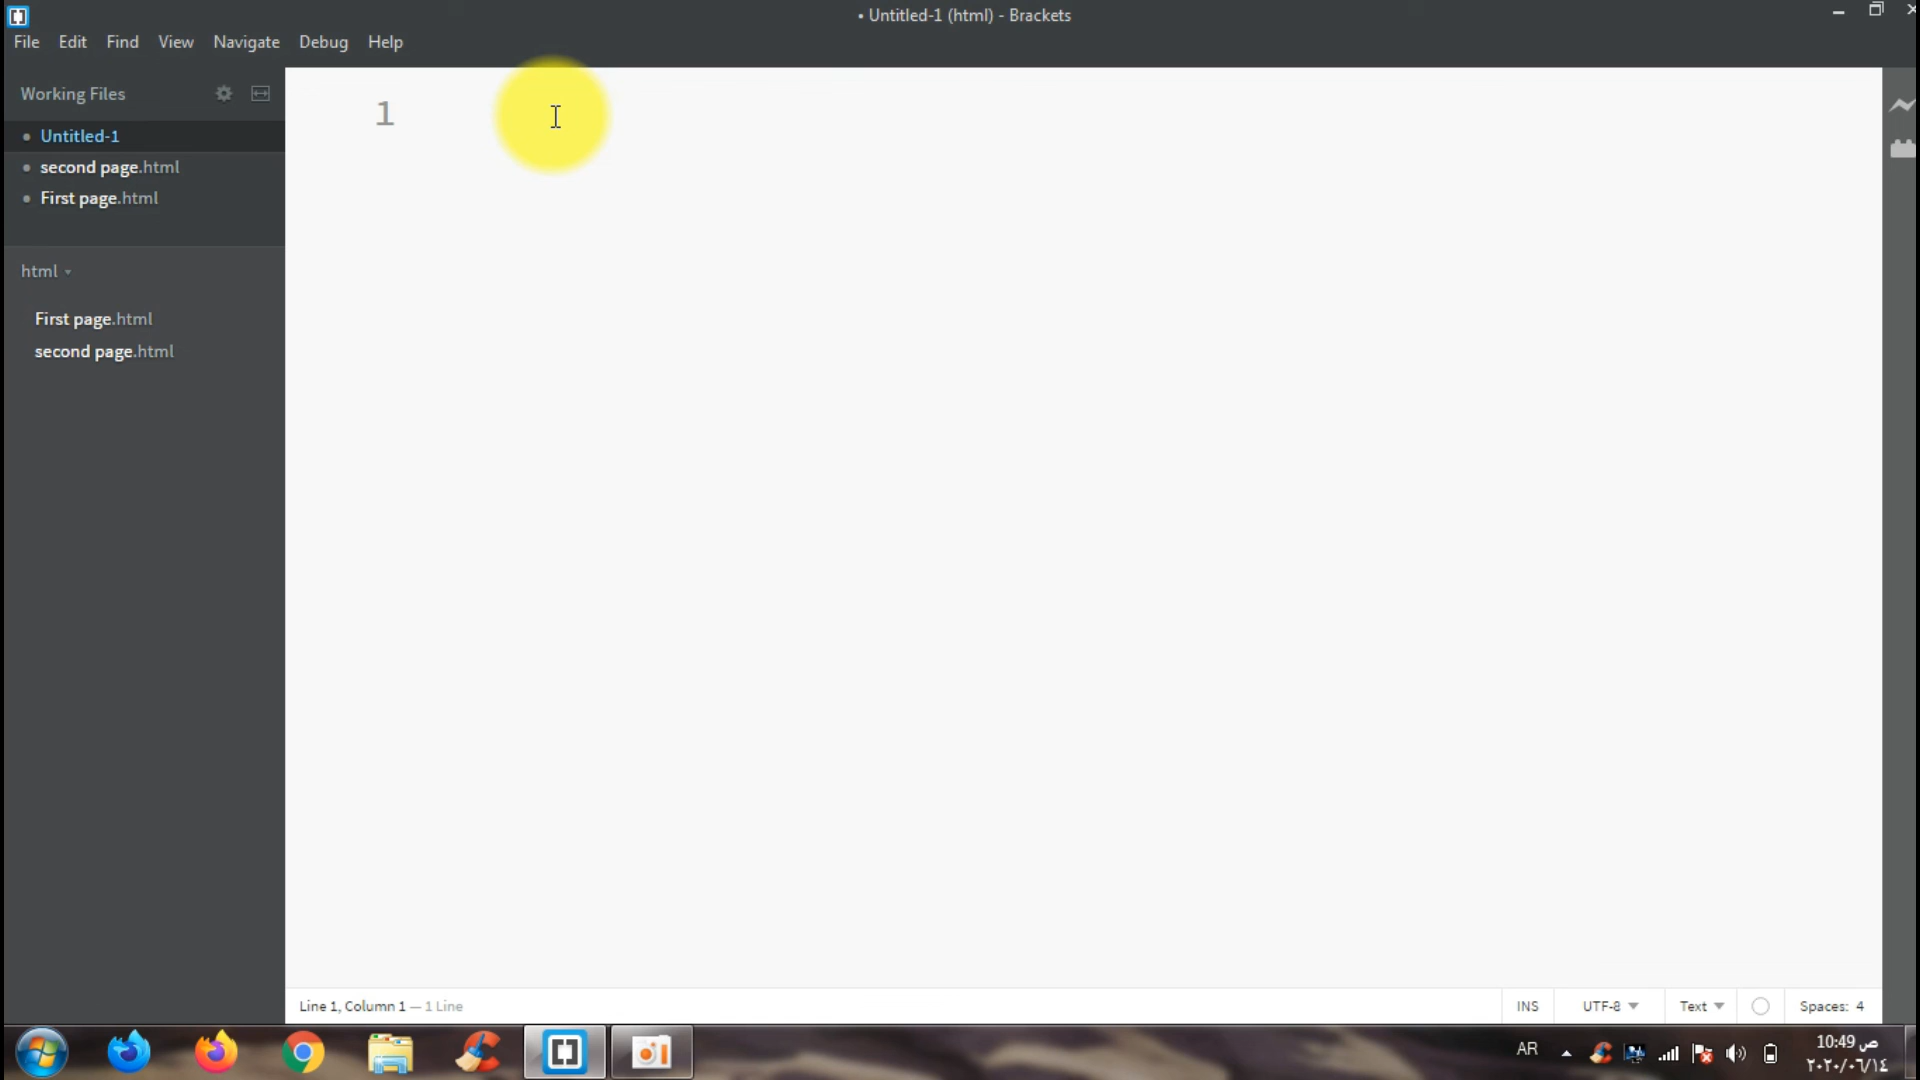 • Untitled-1 (html) - Brackets
File Edit Find View Navigate Debug Help
Working Files
Untitled-1
second page.html
First page.html
html
First page.html
second page.html
1
Line 1, Column 1 — 1 Line
INS UTF-8 Text Spaces: 4
AR
10:49 ص
٢٠٢٠/٠٦/١٤